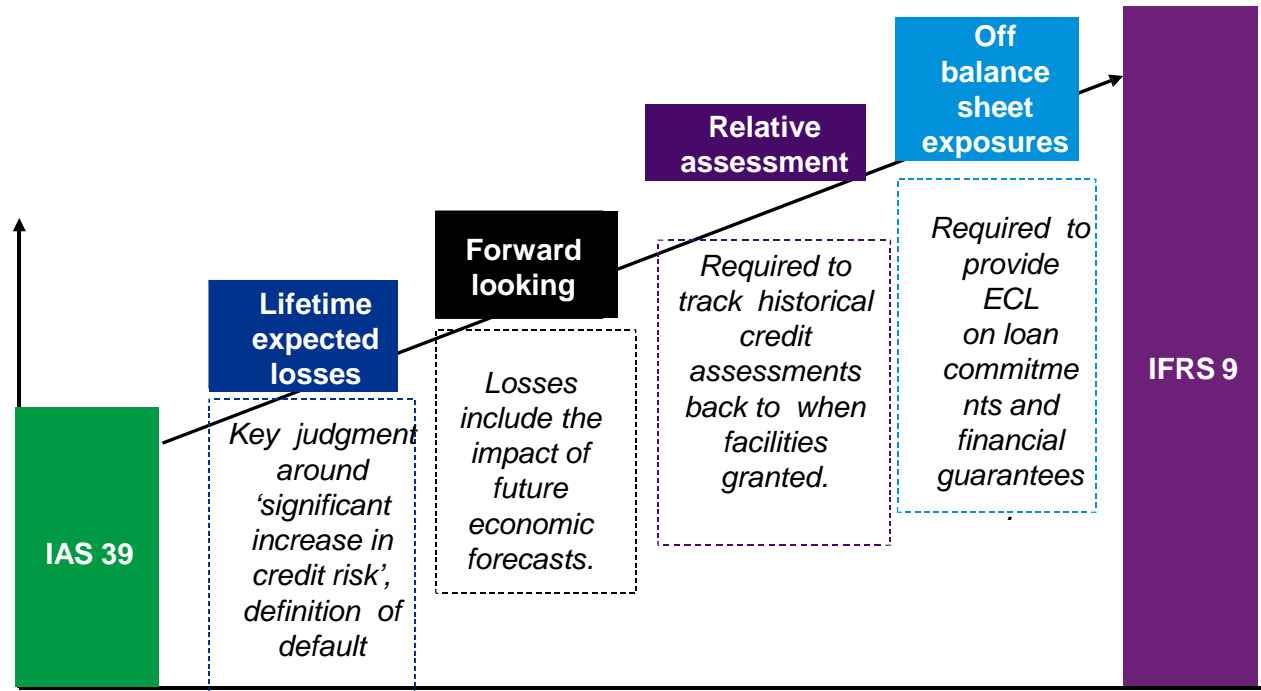 IAS 39
Lifetime
expected
losses
Key judgment
around
‘significant
increase in
credit risk’,
definition of
default
Forward
looking
Losses
include the
impact of
future
economic
forecasts.
Relative
assessment
Required to
track historical
credit
assessments
back to when
facilities
granted.
Off
balance
sheet
exposures
Required to
provide
ECL
on loan
commitme
nts and
financial
guarantees
.
IFRS 9